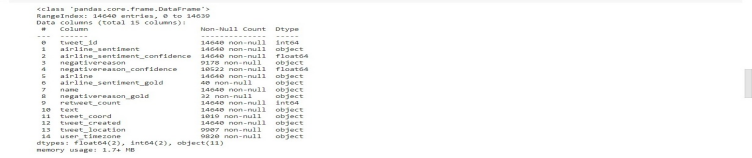 <class 'pandas.core.frame.DataFrame'>
RangeIndex: 14640 entries, 0 to 14639
Data columns (total 15 columns):
 #   Column                        Non-Null Count  Dtype
---  ------                        --------------  -----
 0   tweet_id                      14640 non-null  int64
 1   airline_sentiment             14640 non-null  object
 2   airline_sentiment_confidence  14640 non-null  float64
 3   negativereason                9178 non-null   object
 4   negativereason_confidence     10522 non-null  float64
 5   airline                       14640 non-null  object
 6   airline_sentiment_gold        40 non-null     object
 7   name                          14640 non-null  object
 8   negativereason_gold           32 non-null     object
 9   retweet_count                 14640 non-null  int64
 10  text                          14640 non-null  object
 11  tweet_coord                   1019 non-null   object
 12  tweet_created                 14640 non-null  object
 13  tweet_location                9907 non-null   object
 14  user_timezone                 9820 non-null   object
dtypes: float64(2), int64(2), object(11)
memory usage: 1.7+ MB